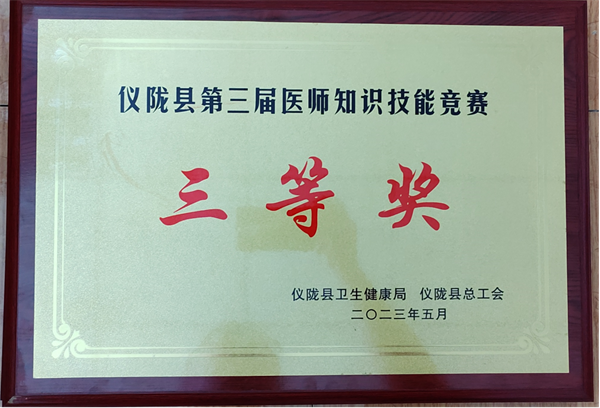 仪陇县第三届医师知识技能竞赛
三等奖
仪陇县卫生健康局 仪陇县总工会
二〇二三年五月